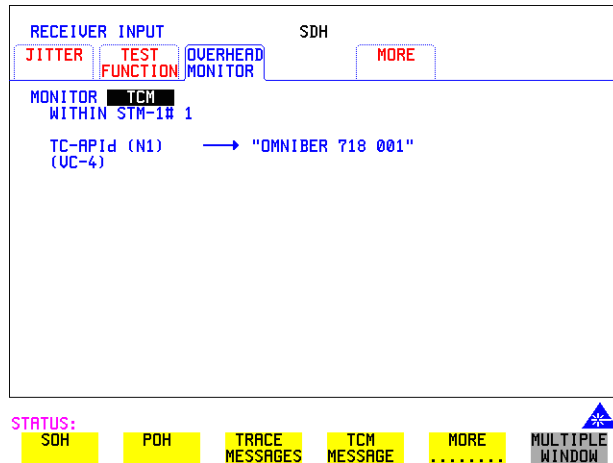 RECEIVER INPUT SDH
JITTER TEST FUNCTION OVERHEAD MONITOR MORE
MONITOR TCM
WITHIN STM-1# 1
TC-APId (N1) → "OMNIBER 718 001"
(VC-4)
STATUS:
SOH POH TRACE MESSAGES TCM MESSAGE MORE ........ MULTIPLE WINDOW